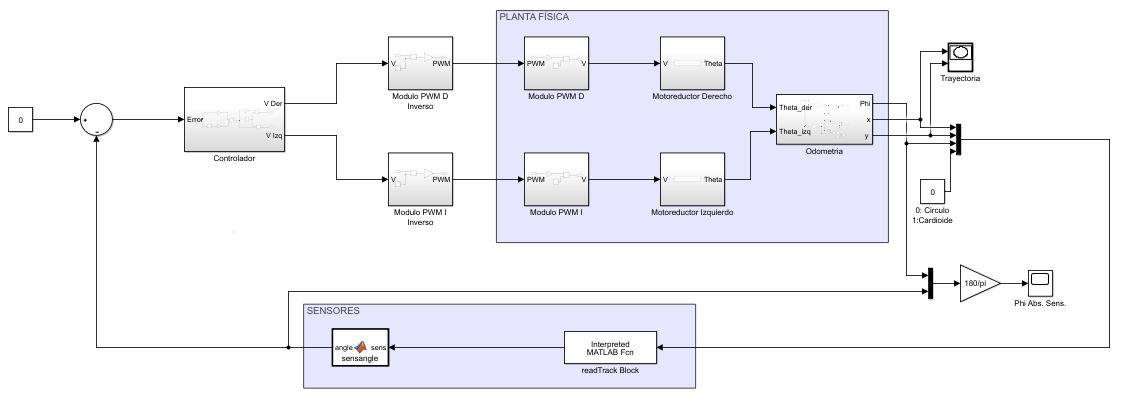 PLANTA FÍSICA
V
PWM
Modulo PWM D
Inverso
PWM
V
Modulo PWM D
V
Theta
Motoreductor Derecho
Trayectoria
0
+
-
Error
V Der
V Izq
Controlador
Theta_der
Theta_izq
Phi
x
y
Odometria
V
PWM
Modulo PWM I
Inverso
PWM
V
Modulo PWM I
V
Theta
Motoreductor Izquierdo
0
0: Circulo
1:Cardioide
180/pi
Phi Abs. Sens.
SENSORES
angle
sens
sensangle
Interpreted
MATLAB Fcn
readTrack Block